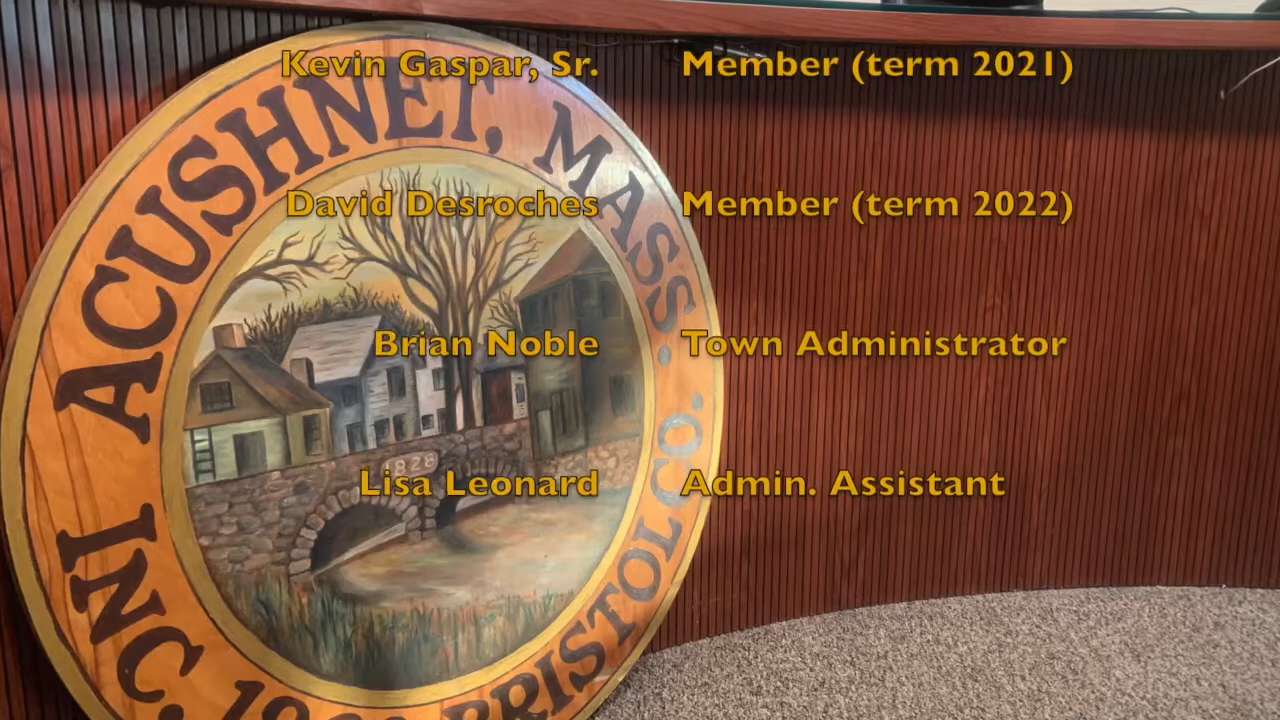 Kevin Gaspar, Sr. Member (term 2021)
David Desroches Member (term 2022)
Brian Noble Town Administrator
Lisa Leonard Admin. Assistant
ACUSHNET, MASS.
BRISTOL CO.
INC.
1828